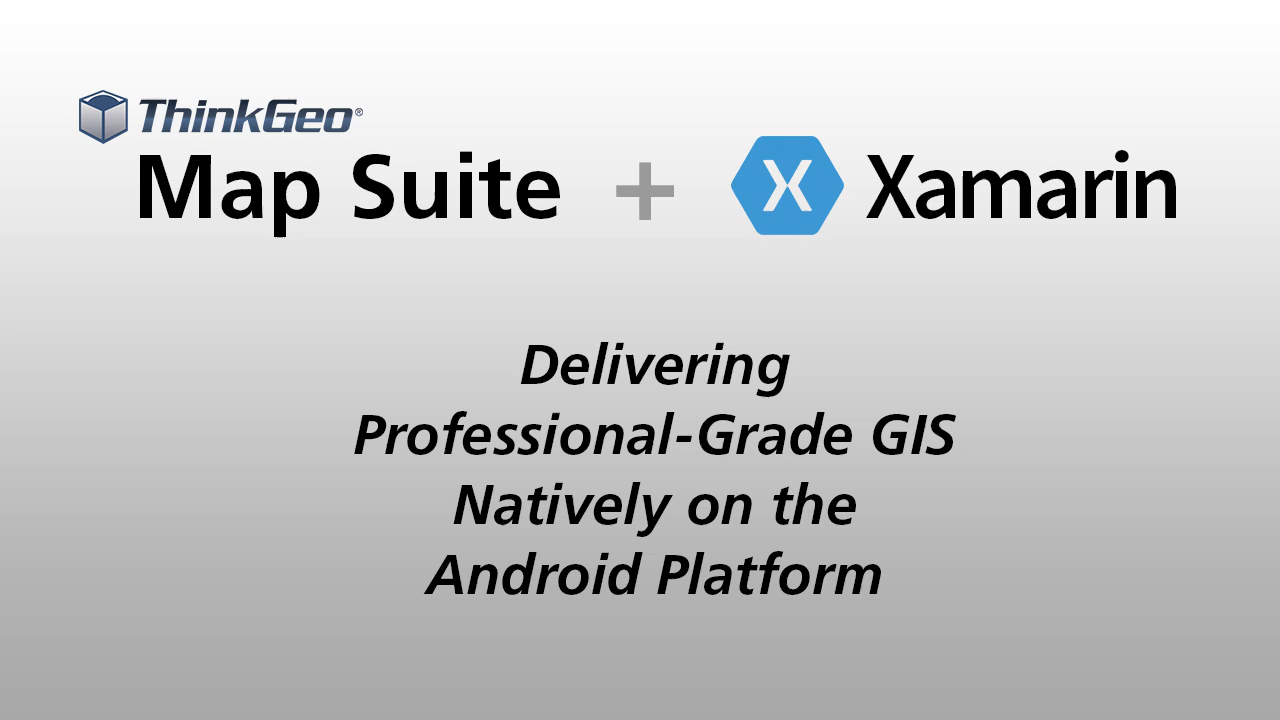 ThinkGeo®
Map Suite + X Xamarin
Delivering
Professional-Grade GIS
Natively on the
Android Platform